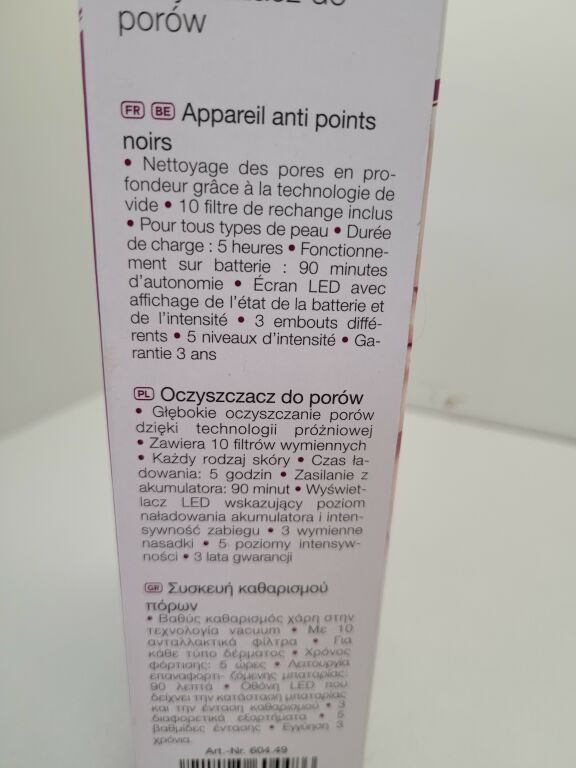 do
porów
FR BE Appareil anti points
noirs
• Nettoyage des pores en pro-
fondeur grâce à la technologie de
vide • 10 filtre de rechange inclus
• Pour tous types de peau • Durée
de charge : 5 heures • Fonctionne-
ment sur batterie : 90 minutes
d'autonomie • Écran LED avec
affichage de l'état de la batterie et
de l'intensité • 3 embouts diffé-
rents • 5 niveaux d'intensité • Ga-
rantie 3 ans
PL Oczyszczacz do porów
• Głębokie oczyszczanie porów
dzięki technologii próżniowej
• Zawiera 10 filtrów wymiennych
• Każdy rodzaj skóry • Czas ła-
dowania: 5 godzin • Zasilanie z
akumulatora: 90 minut • Wyświet-
lacz LED wskazujący poziom
naładowania akumulatora i inten-
sywność zabiegu • 3 wymienne
nasadki • 5 poziomy intensyw-
ności • 3 lata gwarancji
GR Συσκευή καθαρισμού
πόρων
• Βαθύς καθαρισμός χάρη στην
τεχνολογία vacuum • Με 10
ανταλλακτικά φίλτρα • Για
κάθε τύπο δέρματος • Χρόνος
φόρτισης: 5 ώρες • Λειτουργία
επαναφορτι- ζόμενης μπαταρίας:
90 λεπτά • Οθόνη LED που
δείχνει την κατάσταση μπαταρίας
και την ένταση καθαρισμού • 3
διαφορετικά εξαρτήματα • 5
βαθμίδες έντασης • Εγγύηση 3
χρόνια.
Art.-Nr. 604.49